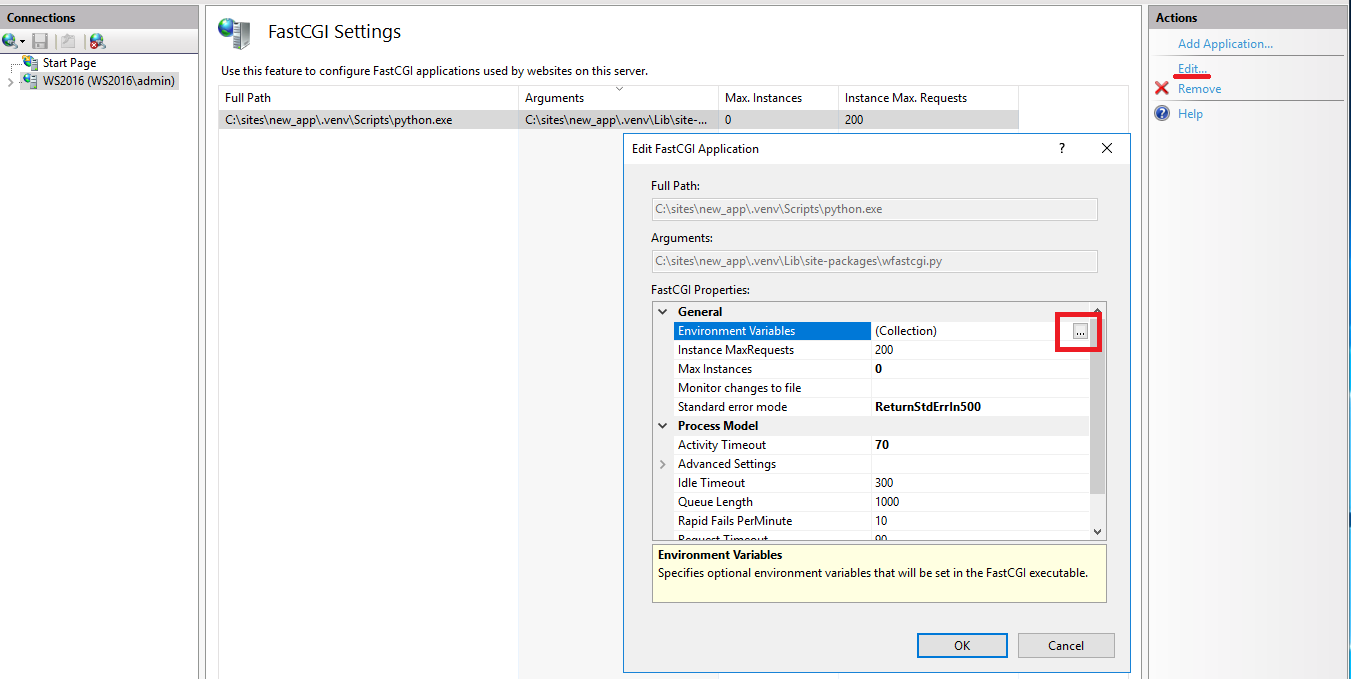 Connections
Start Page
WS2016 (WS2016\admin)
FastCGI Settings
Use this feature to configure FastCGI applications used by websites on this server.
Full Path Arguments Max. Instances Instance Max. Requests
C:\sites\new_app\.venv\Scripts\python.exe C:\sites\new_app\.venv\Lib\site-... 0 200
Edit FastCGI Application ?
Full Path:
C:\sites\new_app\.venv\Scripts\python.exe
Arguments:
C:\sites\new_app\.venv\Lib\site-packages\wfastcgi.py
FastCGI Properties:
General
Environment Variables (Collection) ...
Instance MaxRequests 200
Max Instances 0
Monitor changes to file
Standard error mode ReturnStdErrIn500
Process Model
Activity Timeout 70
Advanced Settings
Idle Timeout 300
Queue Length 1000
Rapid Fails PerMinute 10
Request Timeout 90
Environment Variables
Specifies optional environment variables that will be set in the FastCGI executable.
OK Cancel
Actions
Add Application...
Edit...
Remove
Help